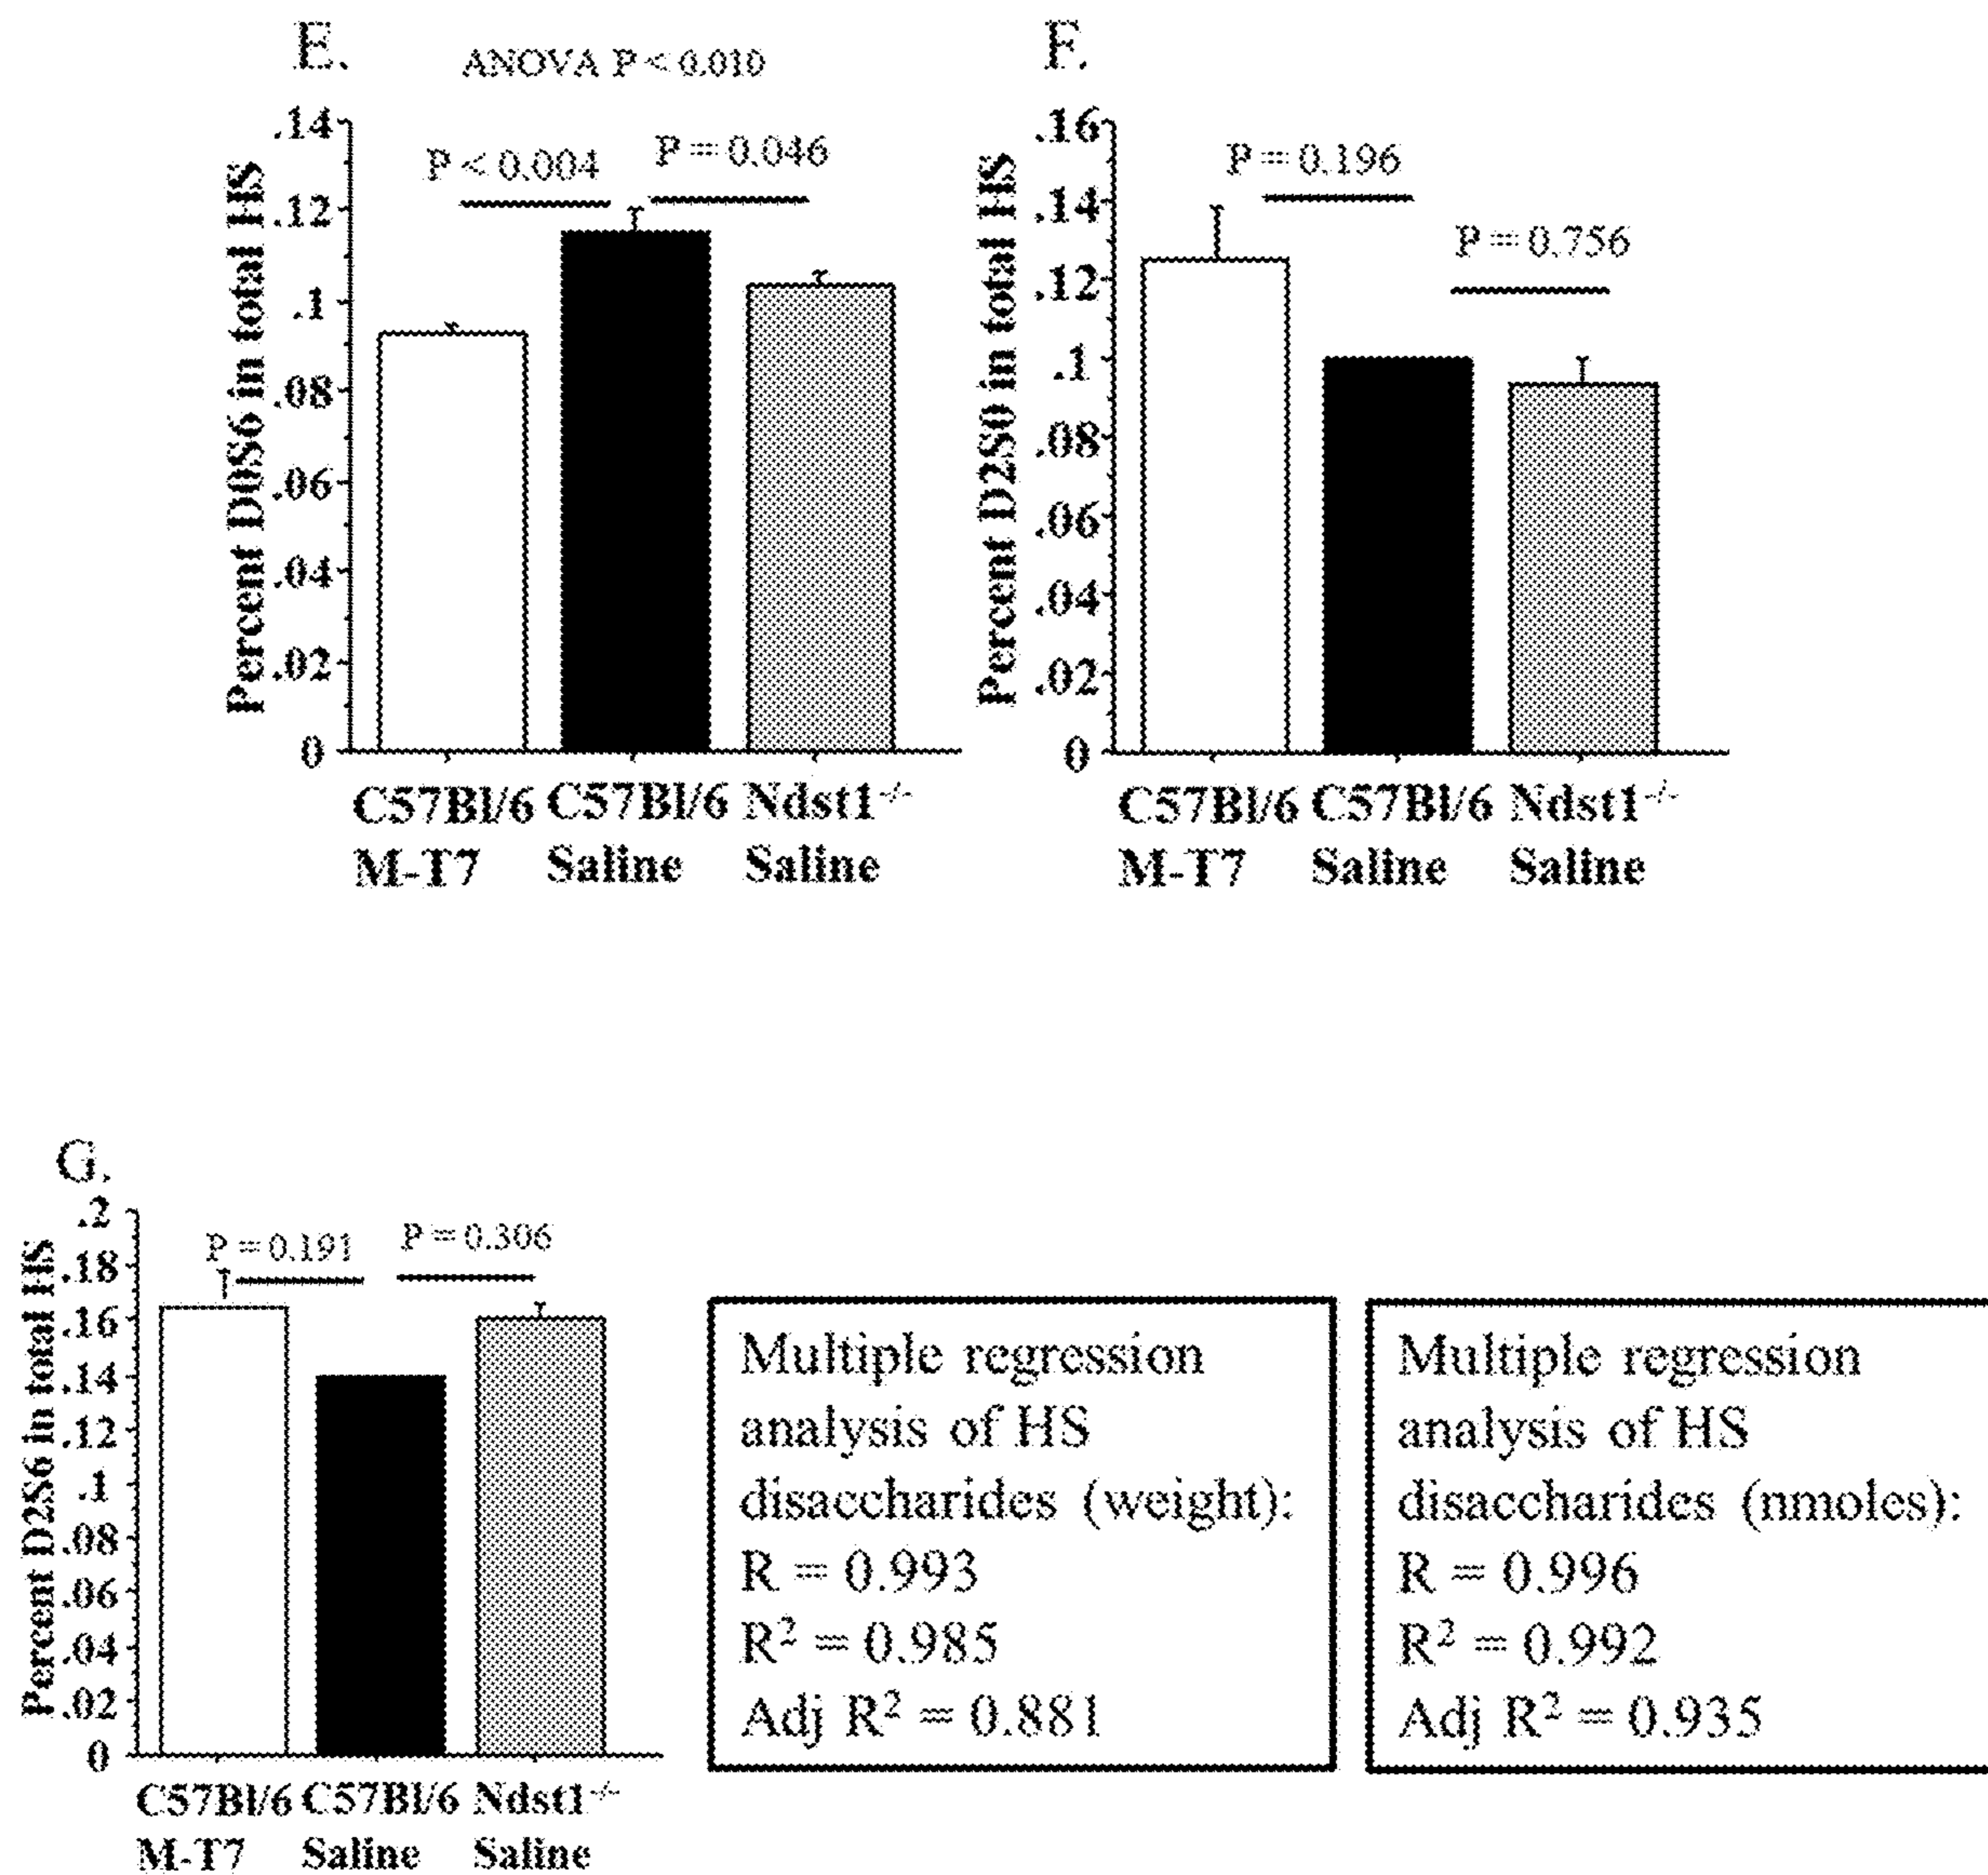 E.
ANOVA P < 0.010
P < 0.004
P = 0.046
.14
.12
.1
.08
.06
.04
.02
0
Percent D0S6 in total HS
C57Bl/6 C57Bl/6 Ndst1-/-
M-T7 Saline Saline
F.
P = 0.196
P = 0.756
.16
.14
.12
.1
.08
.06
.04
.02
0
Percent D2S0 in total HS
C57Bl/6 C57Bl/6 Ndst1-/-
M-T7 Saline Saline
G.
P = 0.191
P = 0.306
.2
.18
.16
.14
.12
.1
.08
.06
.04
.02
0
Percent D2S6 in total HS
C57Bl/6 C57Bl/6 Ndst1-/-
M-T7 Saline Saline
Multiple regression
analysis of HS
disaccharides (weight):
R = 0.993
R² = 0.985
Adj R² = 0.881
Multiple regression
analysis of HS
disaccharides (nmoles):
R = 0.996
R² = 0.992
Adj R² = 0.935